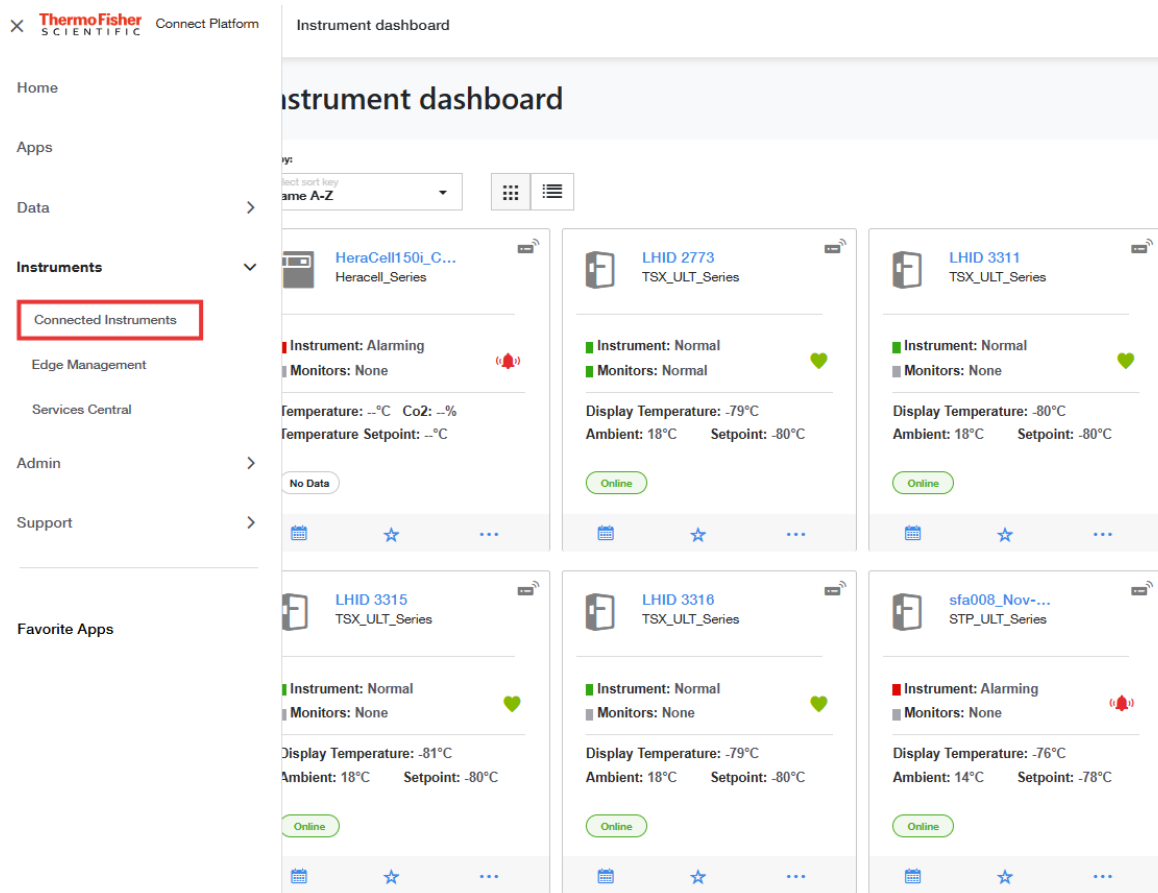 ThermoFisher
SCIENTIFIC
Connect Platform
Home
Apps
Data
Instruments
Connected Instruments
Edge Management
Services Central
Admin
Support
Favorite Apps
Instrument dashboard
nstrument dashboard
by:
lect sort key
ame A-Z
HeraCell150i_C...
Heracell_Series
Instrument: Alarming
Monitors: None
Temperature: --°C Co2: --%
Temperature Setpoint: --°C
No Data
LHID 2773
TSX_ULT_Series
Instrument: Normal
Monitors: Normal
Display Temperature: -79°C
Ambient: 18°C Setpoint: -80°C
Online
LHID 3311
TSX_ULT_Series
Instrument: Normal
Monitors: None
Display Temperature: -80°C
Ambient: 18°C Setpoint: -80°C
Online
LHID 3315
TSX_ULT_Series
Instrument: Normal
Monitors: None
Display Temperature: -81°C
Ambient: 18°C Setpoint: -80°C
Online
LHID 3316
TSX_ULT_Series
Instrument: Normal
Monitors: None
Display Temperature: -79°C
Ambient: 18°C Setpoint: -80°C
Online
sfa008_Nov-...
STP_ULT_Series
Instrument: Alarming
Monitors: None
Display Temperature: -76°C
Ambient: 14°C Setpoint: -78°C
Online